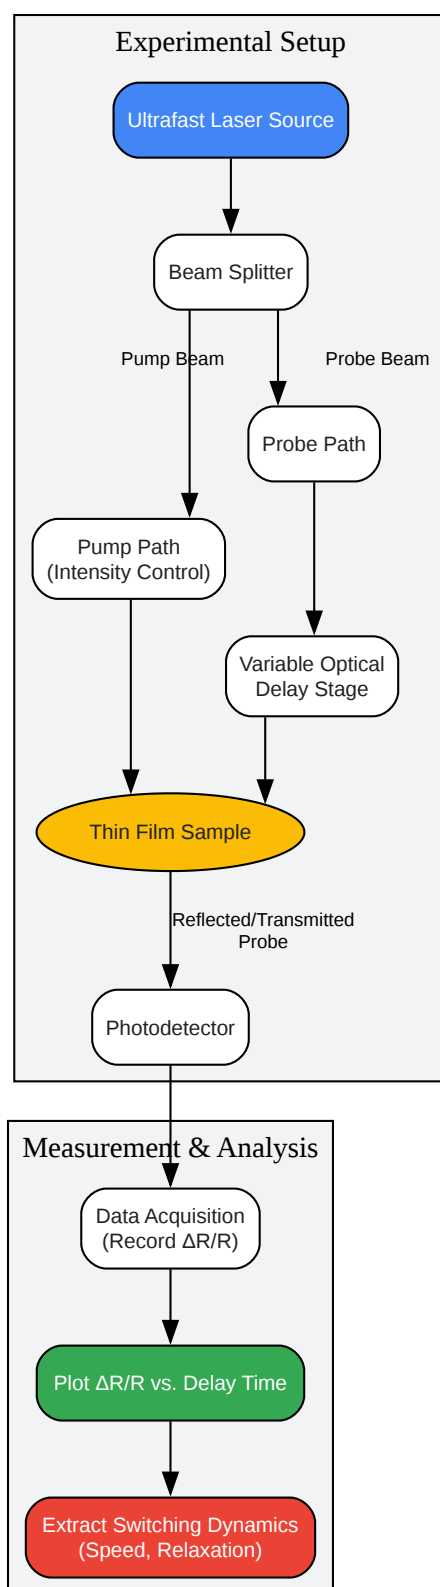 Experimental Setup
Ultrafast Laser Source
Beam Splitter
Pump Beam
Probe Beam
Probe Path
Pump Path
(Intensity Control)
Variable Optical
Delay Stage
Thin Film Sample
Reflected/Transmitted
Probe
Photodetector
Measurement & Analysis
Data Acquisition
(Record ΔR/R)
Plot ΔR/R vs. Delay Time
Extract Switching Dynamics
(Speed, Relaxation)